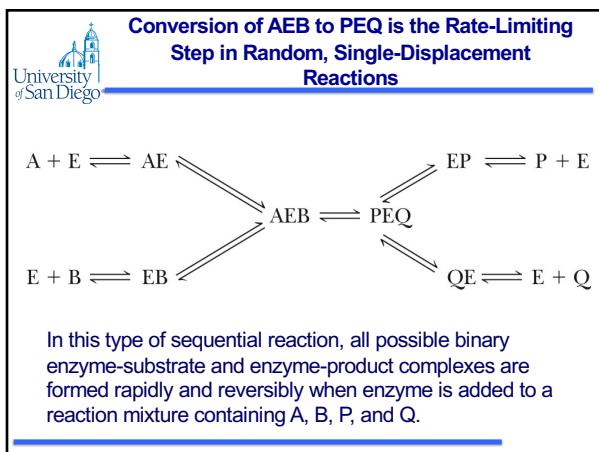 Conversion of AEB to PEQ is the Rate-Limiting
Step in Random, Single-Displacement
Reactions
University
of San Diego®
A + E ⇌ AE
EP ⇌ P + E
AEB ⇌ PEQ
E + B ⇌ EB
QE ⇌ E + Q
In this type of sequential reaction, all possible binary
enzyme-substrate and enzyme-product complexes are
formed rapidly and reversibly when enzyme is added to a
reaction mixture containing A, B, P, and Q.